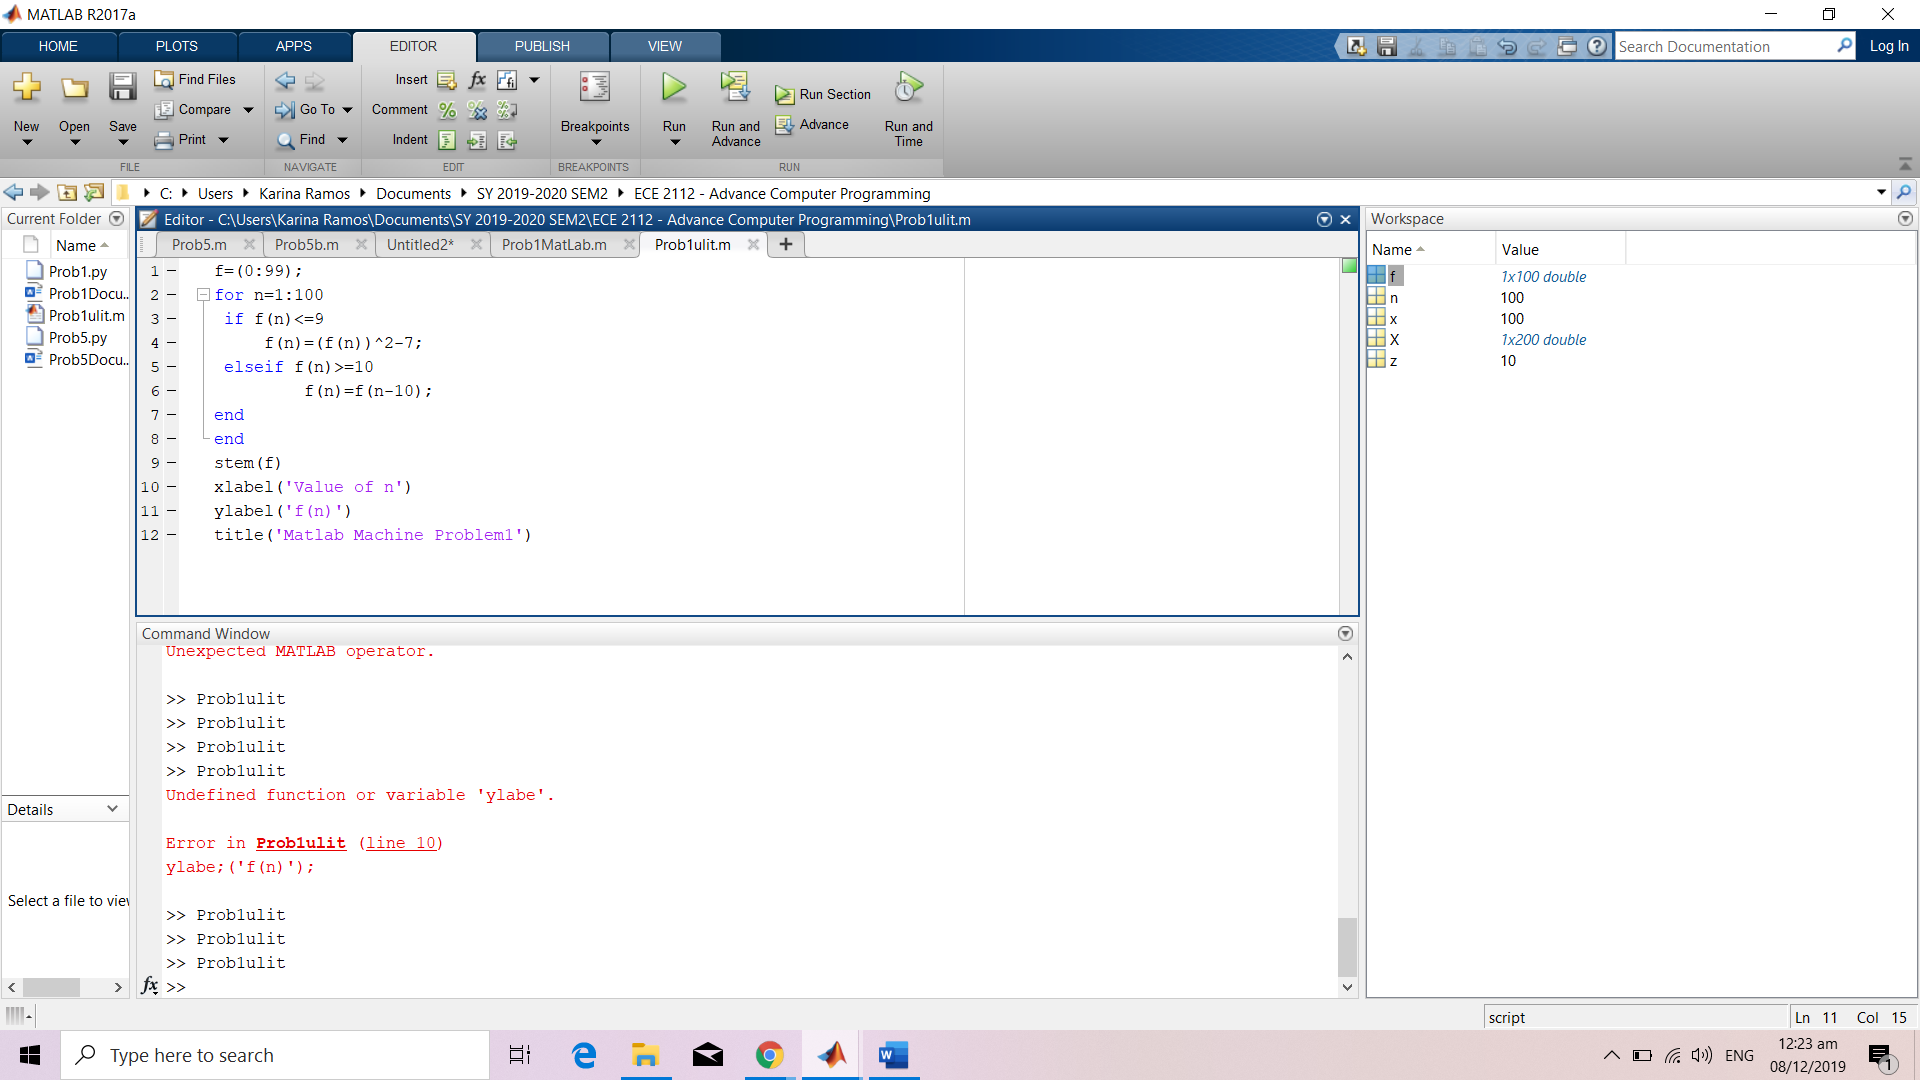 MATLAB R2017a
HOME PLOTS APPS EDITOR PUBLISH VIEW
Search Documentation Log In
New Open Save
Find Files
Compare
Print
FILE
Go To
Find
NAVIGATE
Insert fx
Comment
Indent
EDIT
Breakpoints
BREAKPOINTS
Run
Run and Advance
Run Section
Advance
Run and Time
RUN
C: Users Karina Ramos Documents SY 2019-2020 SEM2 ECE 2112 - Advance Computer Programming
Current Folder
Name
Prob1.py
Prob1Docu..
Prob1ulit.m
Prob5.py
Prob5Docu..
Details
Select a file to view
Editor - C:\Users\Karina Ramos\Documents\SY 2019-2020 SEM2\ECE 2112 - Advance Computer Programming\Prob1ulit.m
Prob5.m Prob5b.m Untitled2* Prob1MatLab.m Prob1ulit.m +
1 – f=(0:99);
2 – for n=1:100
3 – if f(n)<=9
4 – f(n)=(f(n))^2-7;
5 – elseif f(n)>=10
6 – f(n)=f(n-10);
7 – end
8 – end
9 – stem(f)
10 – xlabel('Value of n')
11 – ylabel('f(n)')
12 – title('Matlab Machine Problem1')
Command Window
Unexpected MATLAB operator.
>> Prob1ulit
>> Prob1ulit
>> Prob1ulit
>> Prob1ulit
Undefined function or variable 'ylabe'.
Error in Prob1ulit (line 10)
ylabe;('f(n)');
>> Prob1ulit
>> Prob1ulit
>> Prob1ulit
fx >>
Workspace
Name Value
f 1x100 double
n 100
x 100
X 1x200 double
z 10
script Ln 11 Col 15
Type here to search
ENG
12:23 am
08/12/2019
1